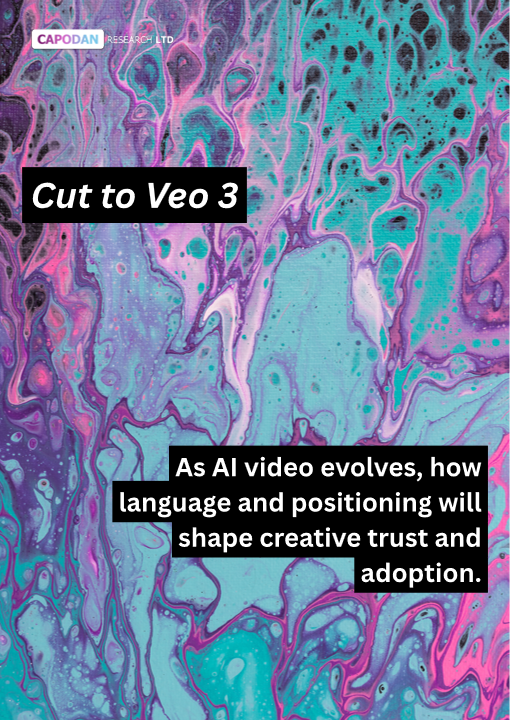 CAPODAN RESEARCH LTD
Cut to Veo 3
As AI video evolves, how
language and positioning will
shape creative trust and
adoption.